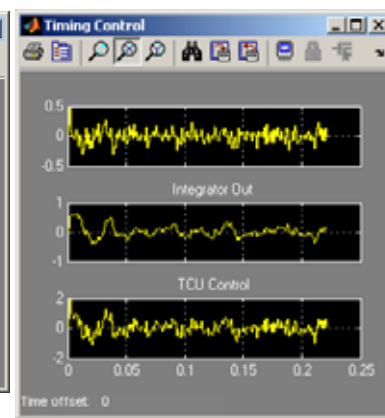 Timing Control
0.5
0
-0.5
Integrator Out
1
0
-1
TCU Control
2
0
-2
0 0.05 0.1 0.15 0.2 0.25
Time offset: 0